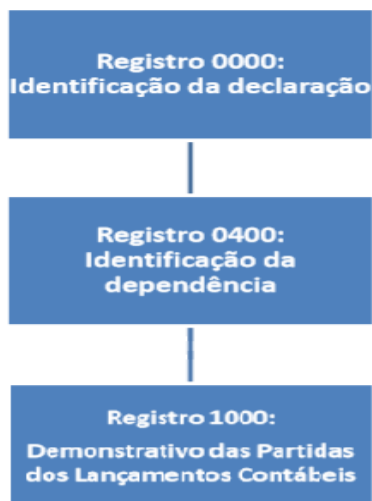 Registro 0000:
Identificação da declaração
Registro 0400:
Identificação da
dependência
Registro 1000:
Demonstrativo das Partidas
dos Lançamentos Contábeis